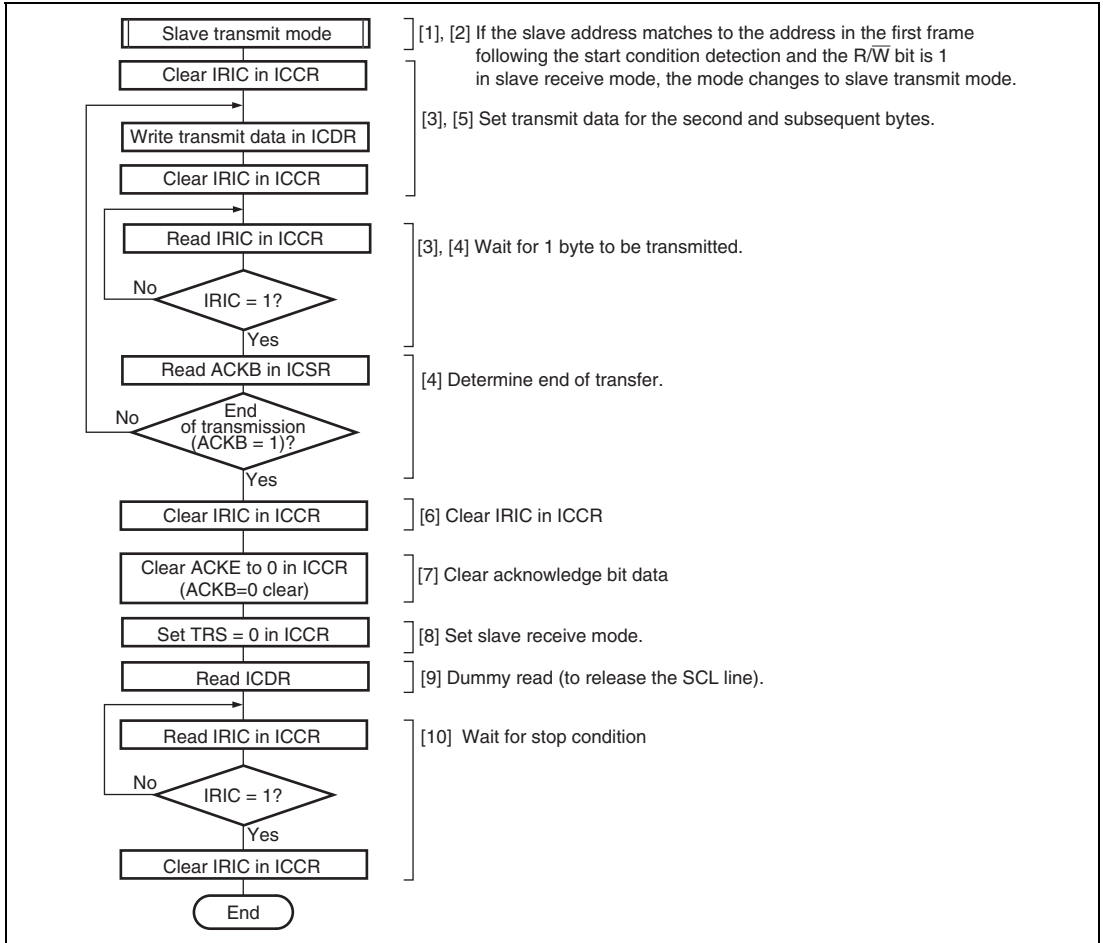 Slave transmit mode
[1], [2] If the slave address matches to the address in the first frame
following the start condition detection and the R/W̅ bit is 1
in slave receive mode, the mode changes to slave transmit mode.
Clear IRIC in ICCR
[3], [5] Set transmit data for the second and subsequent bytes.
Write transmit data in ICDR
Clear IRIC in ICCR
Read IRIC in ICCR
[3], [4] Wait for 1 byte to be transmitted.
No
IRIC = 1?
Yes
Read ACKB in ICSR
[4] Determine end of transfer.
No
End
of transmission
(ACKB = 1)?
Yes
Clear IRIC in ICCR
[6] Clear IRIC in ICCR
Clear ACKE to 0 in ICCR
(ACKB=0 clear)
[7] Clear acknowledge bit data
Set TRS = 0 in ICCR
[8] Set slave receive mode.
Read ICDR
[9] Dummy read (to release the SCL line).
Read IRIC in ICCR
[10] Wait for stop condition
No
IRIC = 1?
Yes
Clear IRIC in ICCR
End